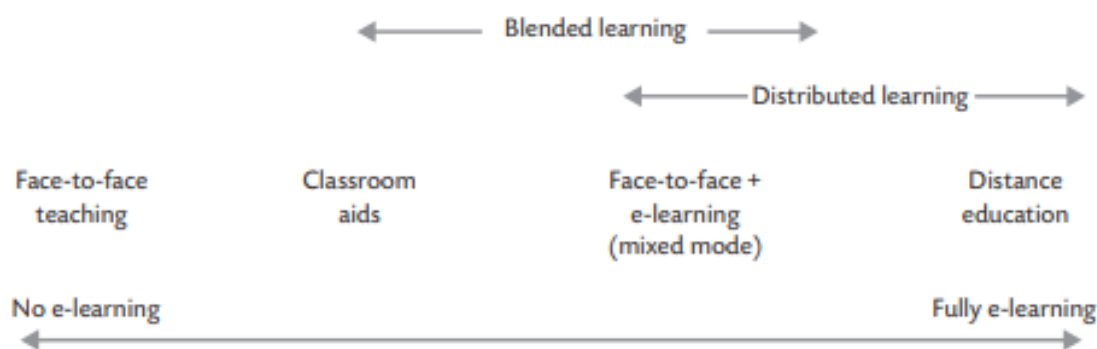 Blended learning
Distributed learning
Face-to-face
teaching
Classroom
aids
Face-to-face +
e-learning
(mixed mode)
Distance
education
No e-learning
Fully e-learning